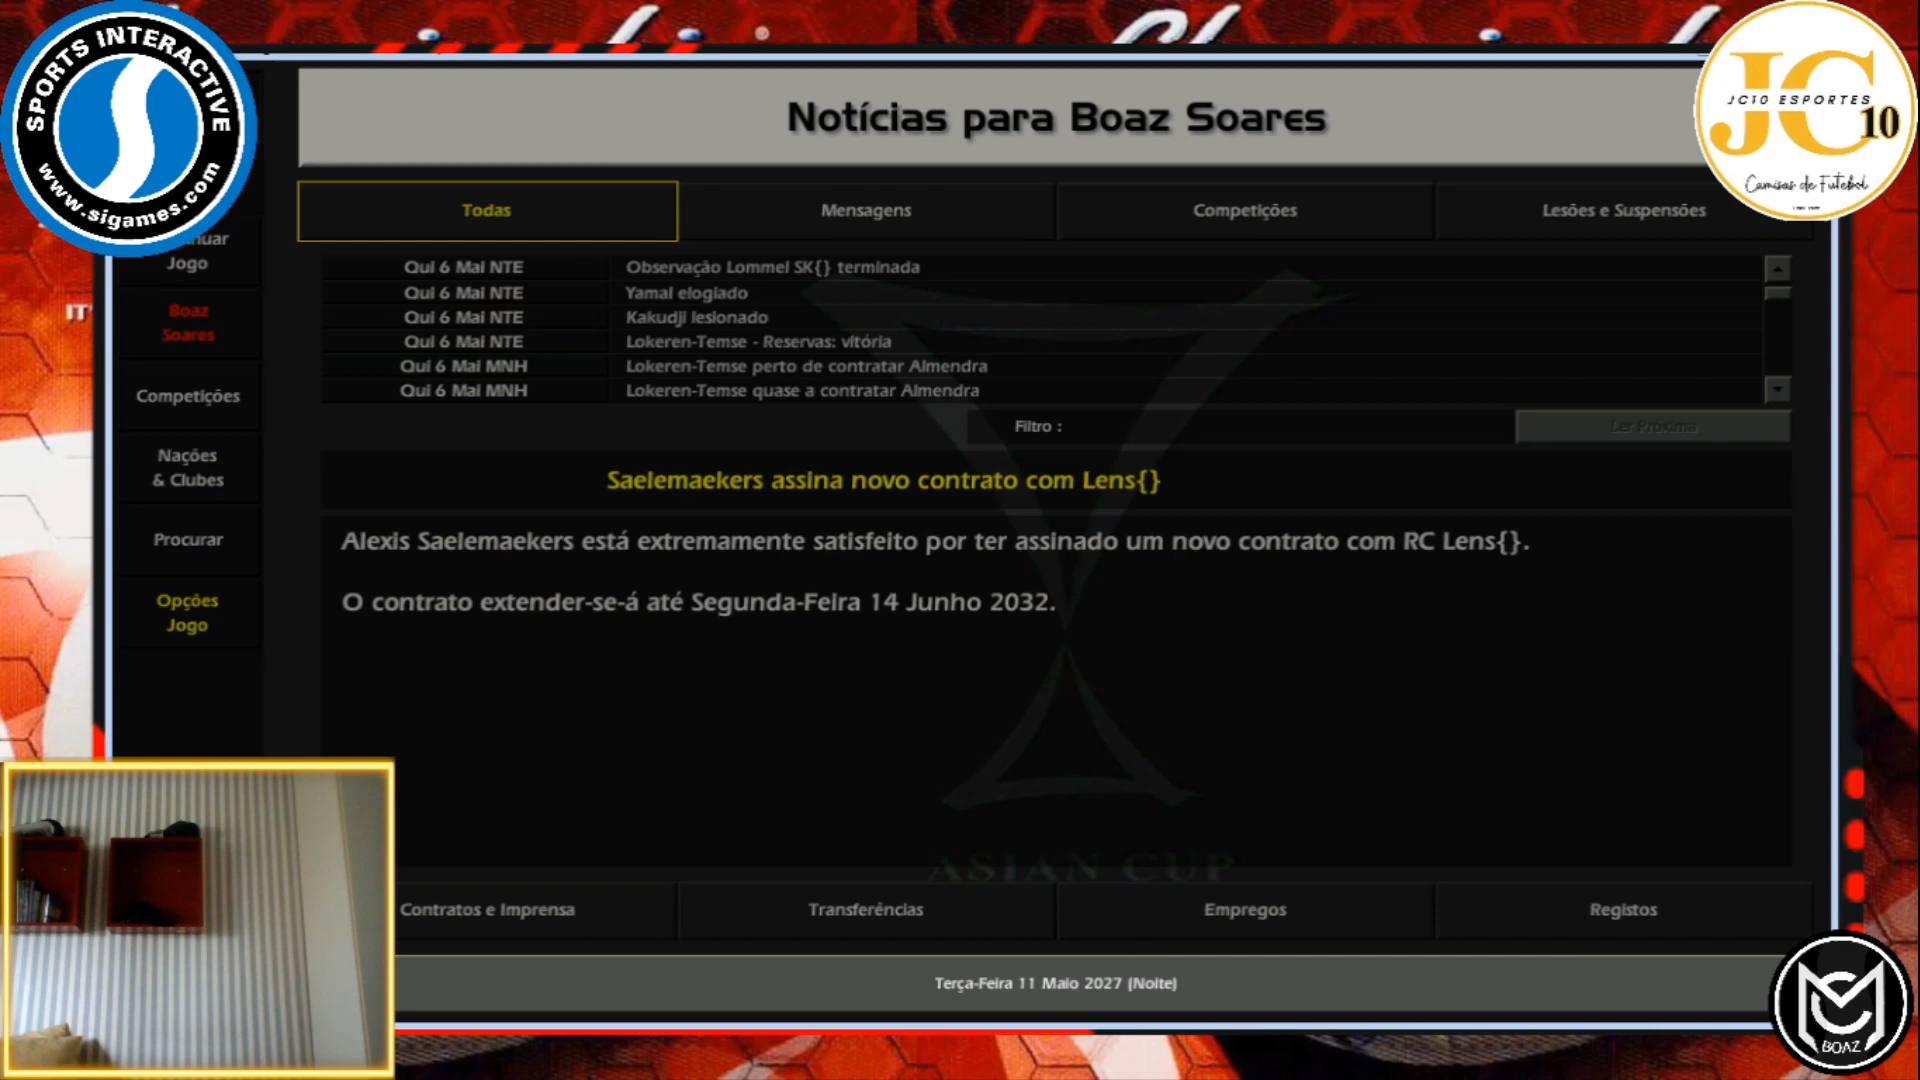 SPORTS INTERACTIVE
www.sigames.com
JC10 ESPORTES
JC10
Camisas de Futebol
Notícias para Boaz Soares
Todas
Mensagens
Competições
Lesões e Suspensões
nuar
Jogo
Boaz
Soares
Competições
Nações
& Clubes
Procurar
Opções
Jogo
IT'
Qui 6 Mai NTE Observação Lommel SK{} terminada
Qui 6 Mai NTE Yamal elogiado
Qui 6 Mai NTE Kakudji lesionado
Qui 6 Mai NTE Lokeren-Temse - Reservas: vitória
Qui 6 Mai MNH Lokeren-Temse perto de contratar Almendra
Qui 6 Mai MNH Lokeren-Temse quase a contratar Almendra
Filtro :
Ler Próxima
Saelemaekers assina novo contrato com Lens{}
Alexis Saelemaekers está extremamente satisfeito por ter assinado um novo contrato com RC Lens{}.
O contrato extender-se-á até Segunda-Feira 14 Junho 2032.
ASIAN CUP
Contratos e Imprensa
Transferências
Empregos
Registos
Terça-Feira 11 Maio 2027 (Noite)
BOAZ